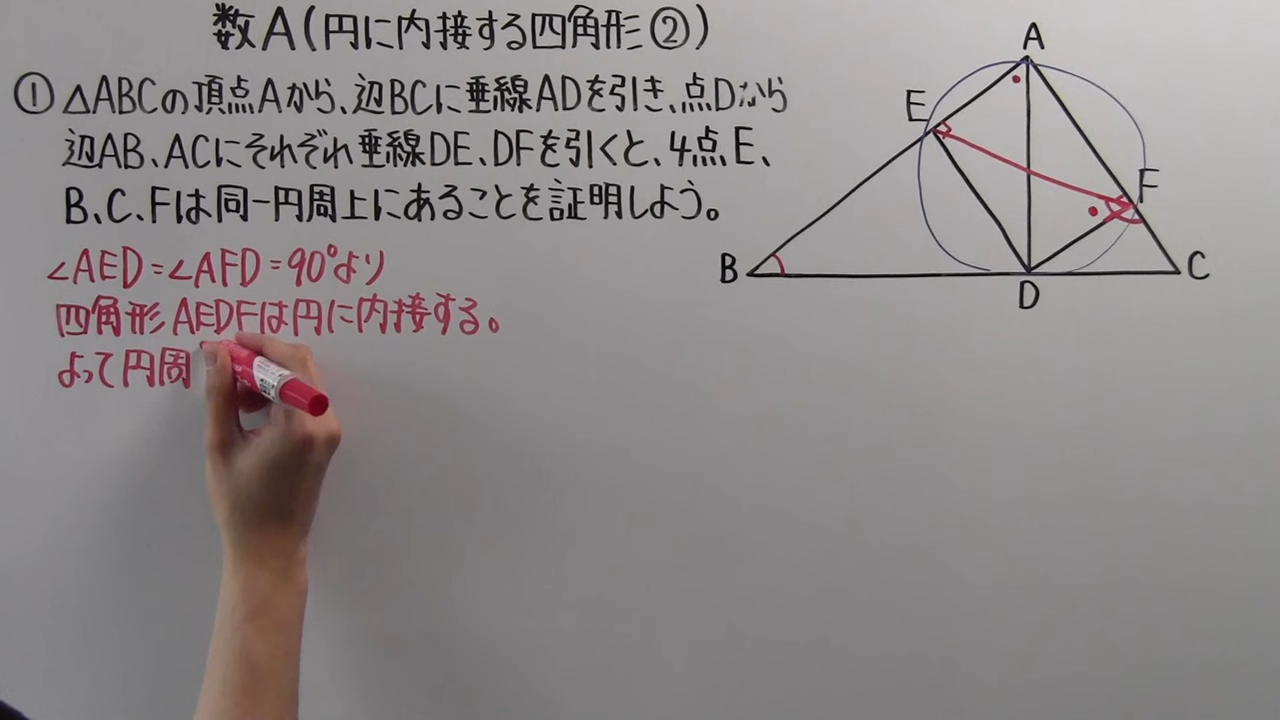 数A(円に内接する四角形②)
① △ABCの頂点Aから、辺BCに垂線ADを引き、点Dから
辺AB、ACにそれぞれ垂線DE、DFを引くと、4点E、
B、C、Fは同一円周上にあることを証明しよう。
∠AED=∠AFD=90°より
四角形AEDFは円に内接する。
よって円周
A
E
F
B
C
D